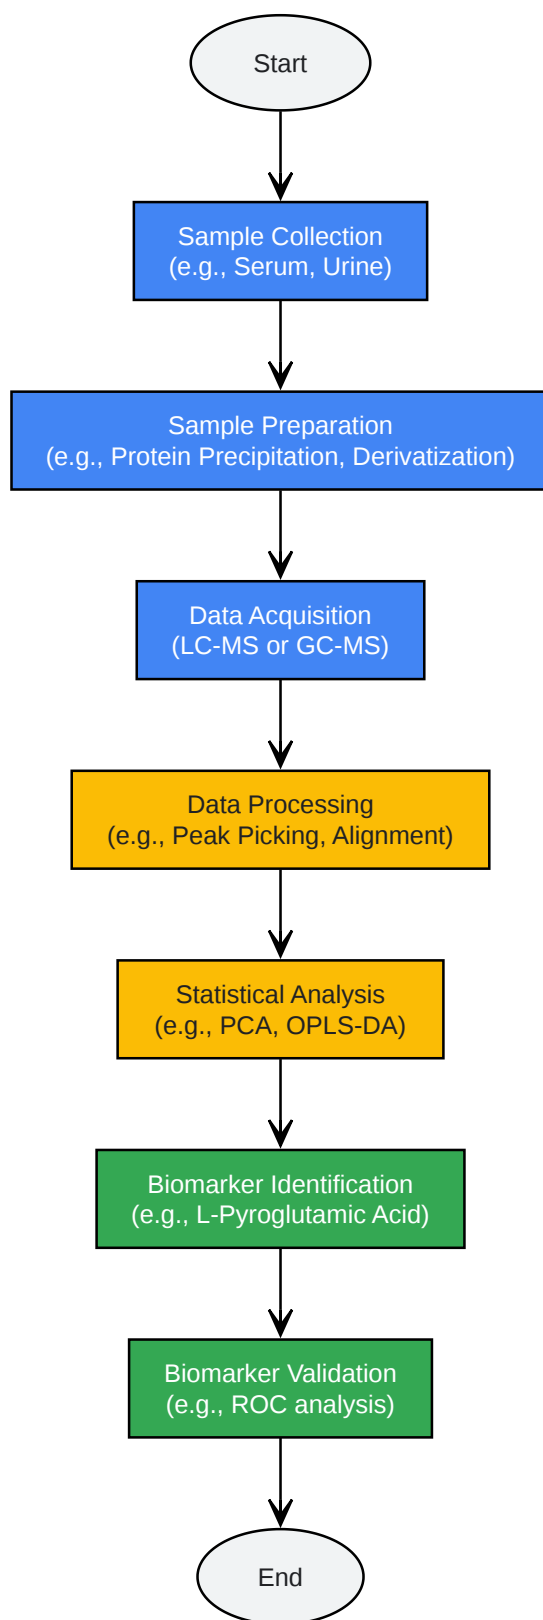 Start
Sample Collection
(e.g., Serum, Urine)
Sample Preparation
(e.g., Protein Precipitation, Derivatization)
Data Acquisition
(LC-MS or GC-MS)
Data Processing
(e.g., Peak Picking, Alignment)
Statistical Analysis
(e.g., PCA, OPLS-DA)
Biomarker Identification
(e.g., L-Pyroglutamic Acid)
Biomarker Validation
(e.g., ROC analysis)
End